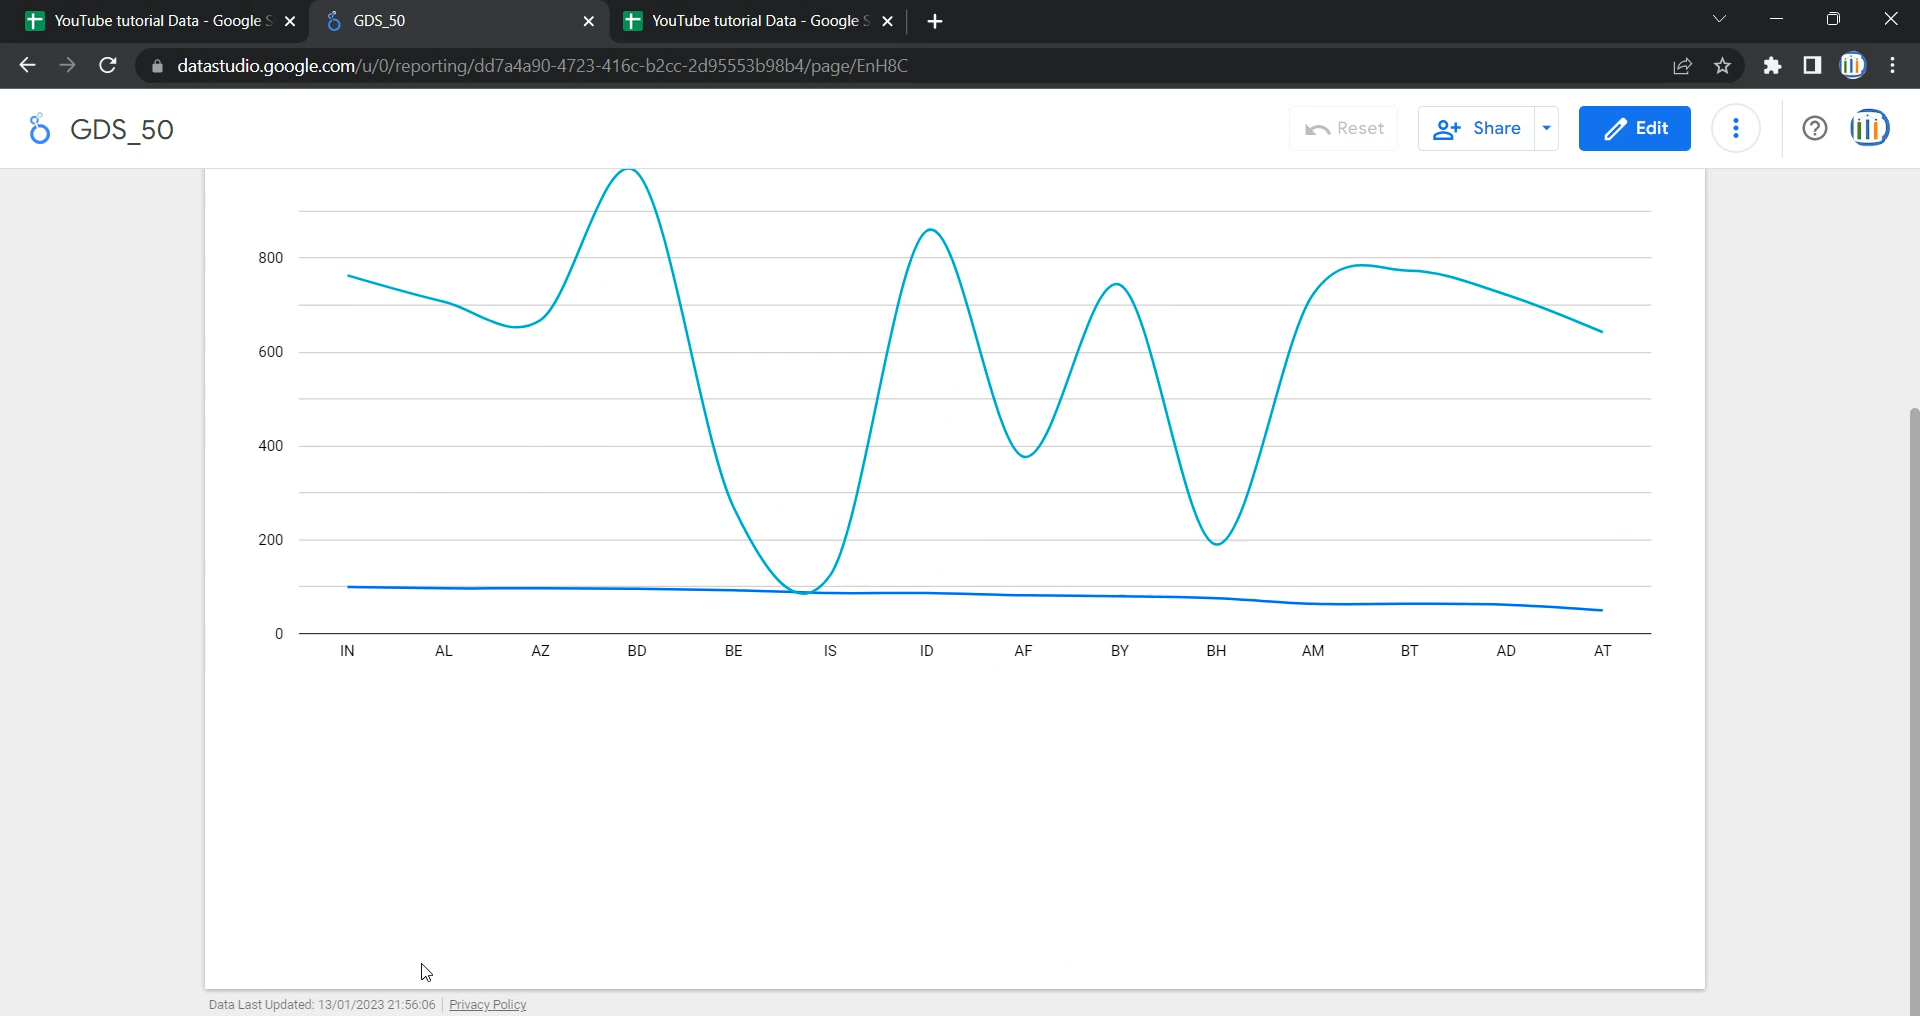 YouTube tutorial Data - Google S
GDS_50
YouTube tutorial Data - Google S
datastudio.google.com/u/0/reporting/dd7a4a90-4723-416c-b2cc-2d95553b98b4/page/EnH8C
GDS_50
Reset
Share
Edit
800
600
400
200
0
IN AL AZ BD BE IS ID AF BY BH AM BT AD AT
Data Last Updated: 13/01/2023 21:56:06 Privacy Policy